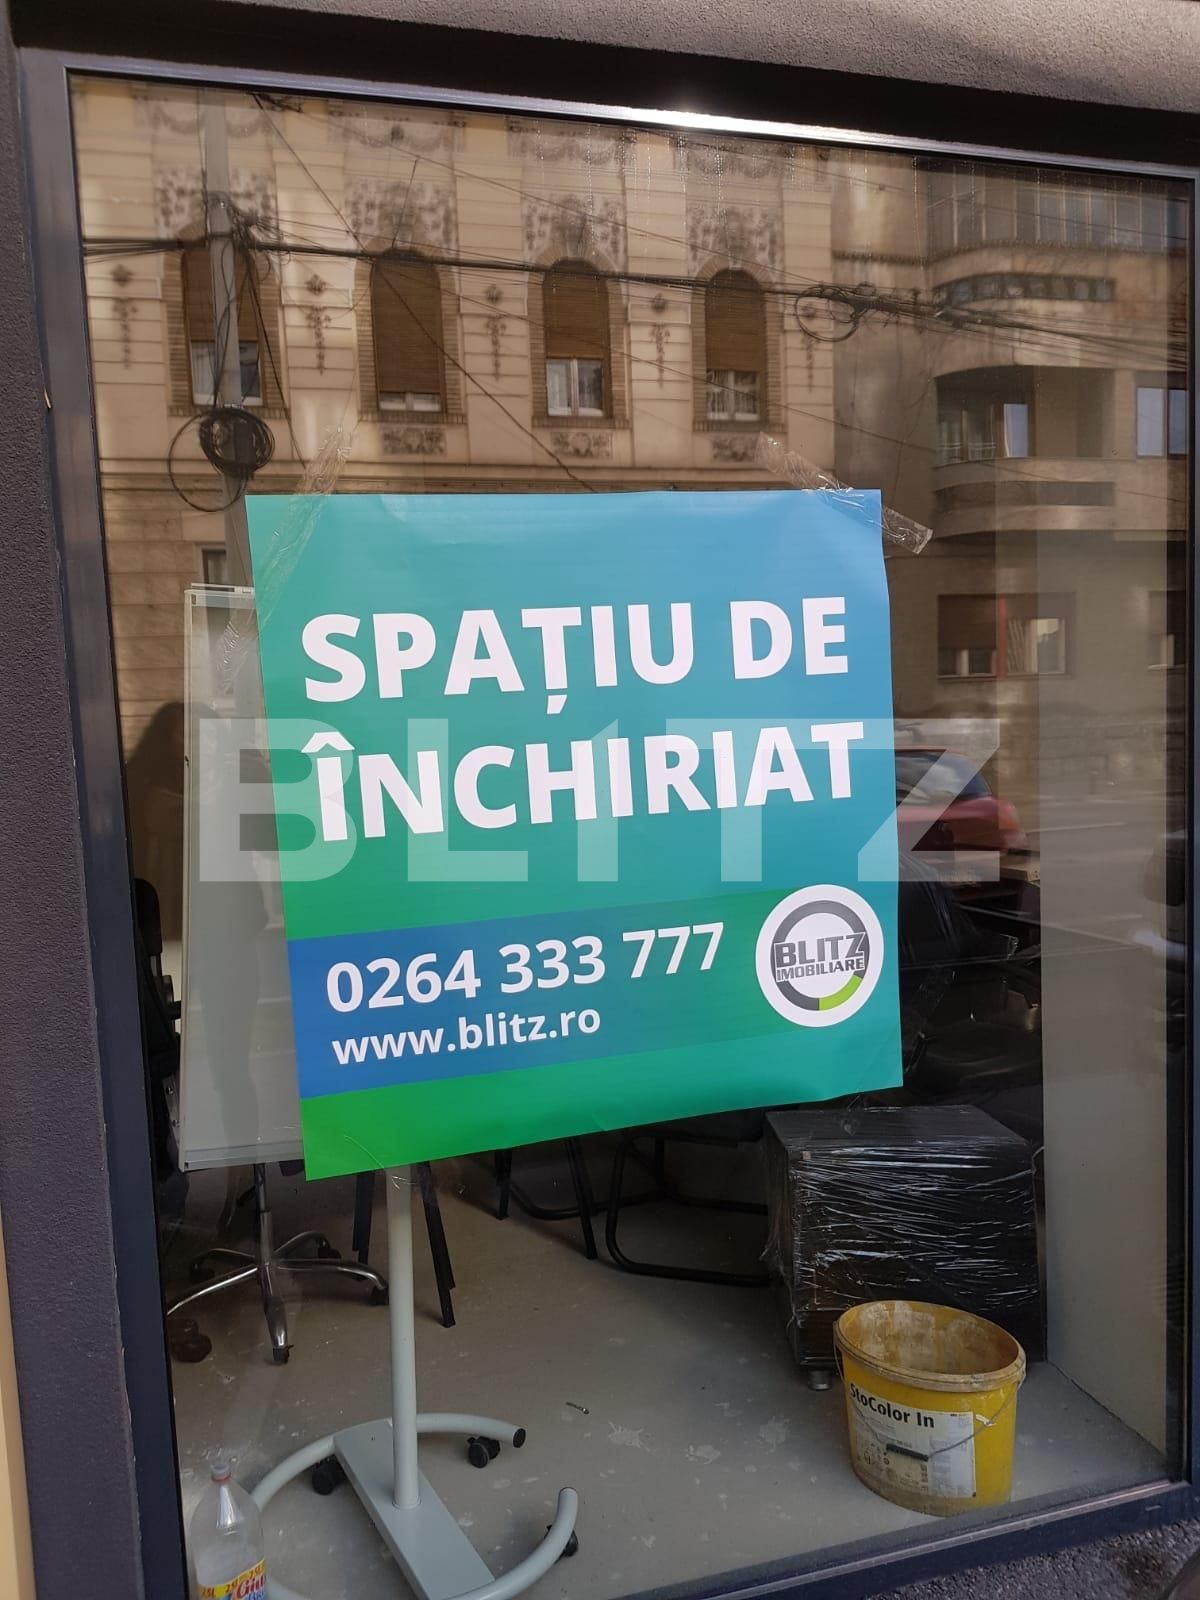 SPAȚIU DE
ÎNCHIRIAT
BLITZ
0264 333 777
www.blitz.ro
BLITZ
IMOBILIARE
StoColor In